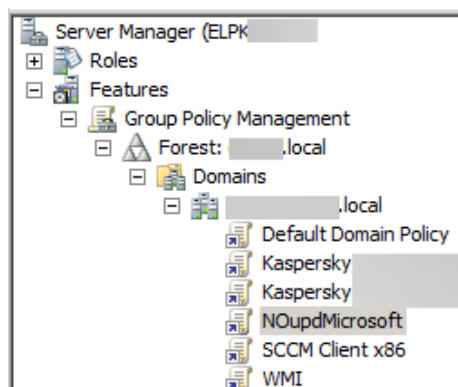 Server Manager (ELPK
Roles
Features
Group Policy Management
Forest: .local
Domains
.local
Default Domain Policy
Kaspersky
Kaspersky
NOupdMicrosoft
SCCM Client x86
WMI